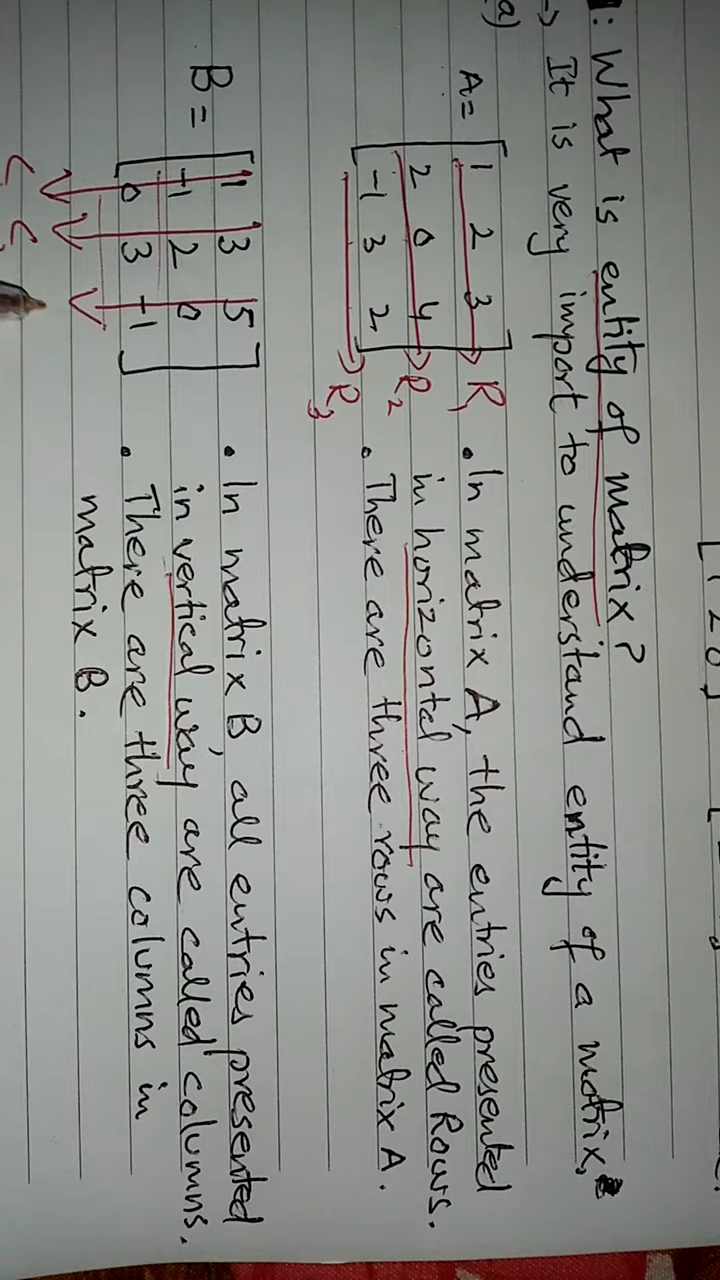 : What is entity of matrix?
-> It is very import to understand entity of a matrix.
a)
A = [ 1 2 3 ] R1 . In matrix A, the entries presented
2 0 4 R2 in horizontal way are called Rows.
-1 3 2 R3 . There are three rows in matrix A.
B = [ 1 3 5 ] . In matrix B, all entries presented
2 0 in vertical way are called columns.
0 3 . There are three columns in
matrix B.